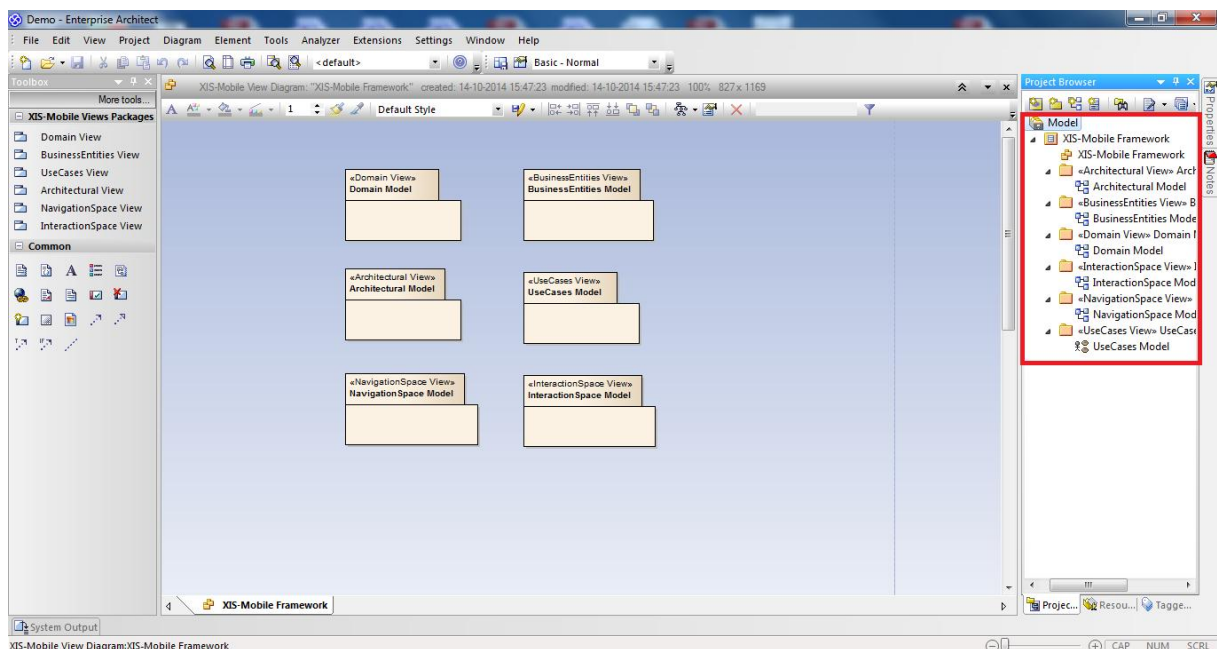 Demo - Enterprise Architect
File Edit View Project Diagram Element Tools Analyzer Extensions Settings Window Help
<default> Basic - Normal
Toolbox
More tools...
XIS-Mobile Views Packages
Domain View
BusinessEntities View
UseCases View
Architectural View
NavigationSpace View
InteractionSpace View
Common
XIS-Mobile View Diagram: "XIS-Mobile Framework" created: 14-10-2014 15:47:23 modified: 14-10-2014 15:47:23 100% 827 x 1169
A 1 Default Style
«Domain View»
Domain Model
«BusinessEntities View»
BusinessEntities Model
«Architectural View»
Architectural Model
«UseCases View»
UseCases Model
«NavigationSpace View»
NavigationSpace Model
«InteractionSpace View»
InteractionSpace Model
XIS-Mobile Framework
Project Browser
Model
XIS-Mobile Framework
XIS-Mobile Framework
«Architectural View» Arch
Architectural Model
«BusinessEntities View» B
BusinessEntities Mode
«Domain View» Domain M
Domain Model
«InteractionSpace View» I
InteractionSpace Mod
«NavigationSpace View»
NavigationSpace Mod
«UseCases View» UseCase
UseCases Model
Projec... Resou... Tagge...
Properties
Notes
System Output
XIS-Mobile View Diagram:XIS-Mobile Framework
CAP NUM SCRL